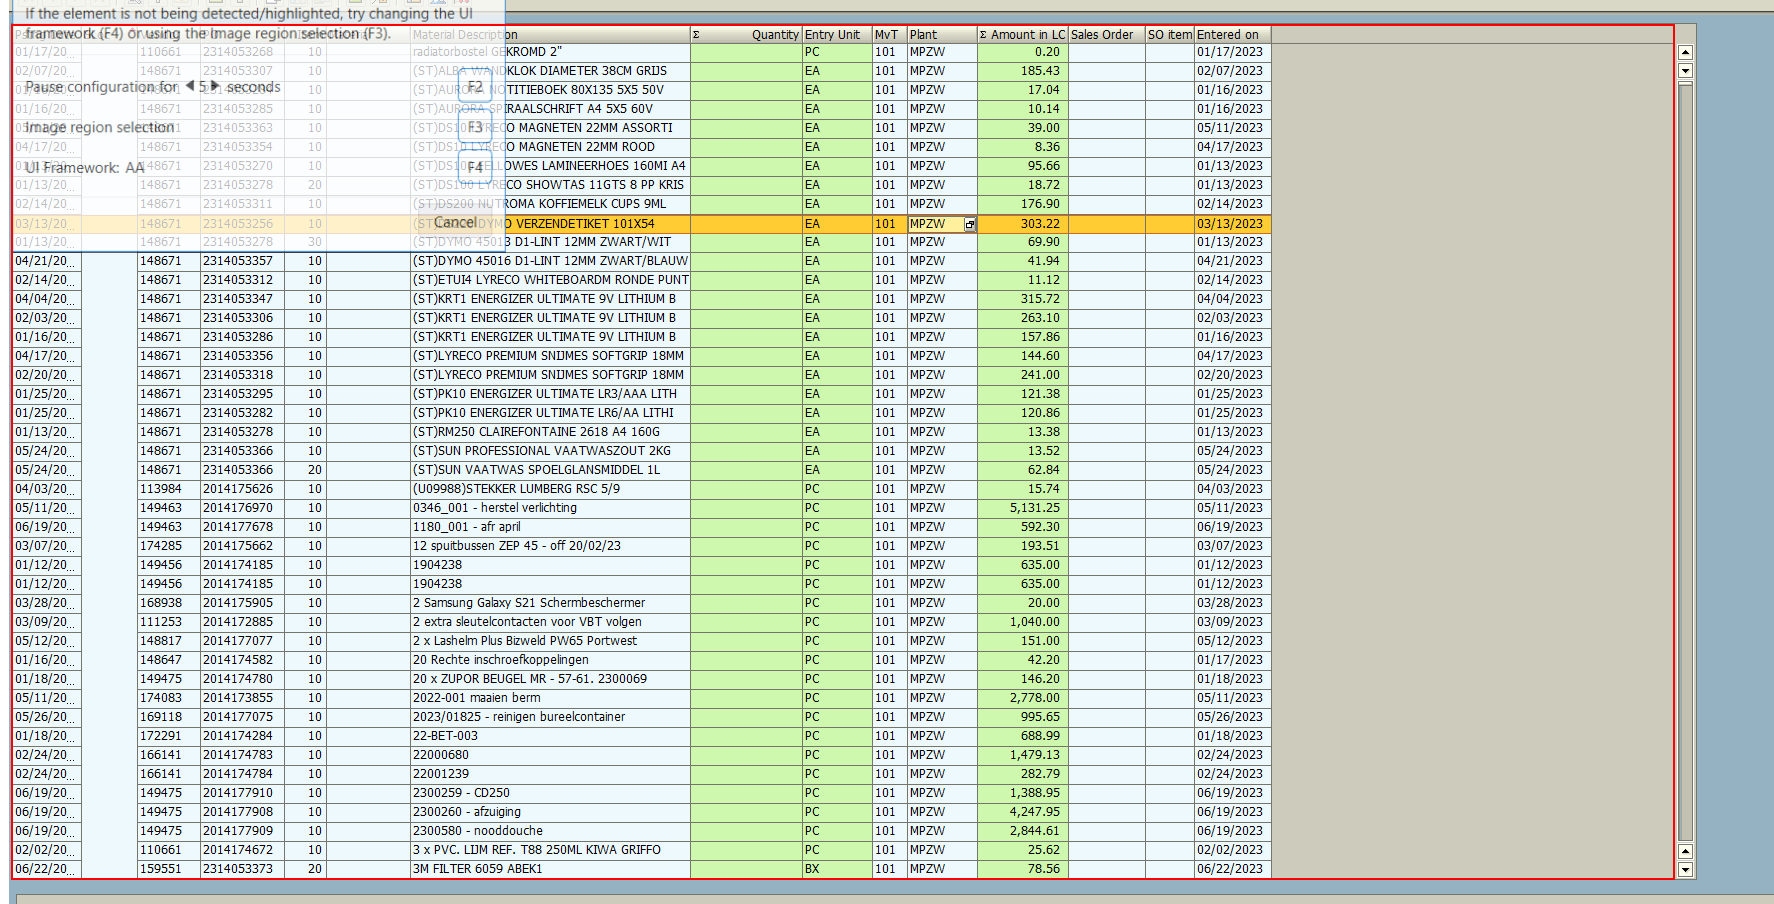 If the element is not being detected/highlighted, try changing the UI
framework (F4) or using the Image region selection (F3).
Pause configuration for 5 seconds F2
Image region selection F3
UI Framework: AA F4
Cancel
Material Description Σ Quantity Entry Unit MvT Plant Σ Amount in LC Sales Order SO item Entered on
01/17/20... 110661 2314053268 10 radiatorbostel GEKROMD 2" PC 101 MPZW 0.20 01/17/2023
02/07/20... 148671 2314053307 10 (ST)ALBA WANDKLOK DIAMETER 38CM GRIJS EA 101 MPZW 185.43 02/07/2023
148671 10 (ST)AURORA NOTITIEBOEK 80X135 5X5 50V EA 101 MPZW 17.04 01/16/2023
01/16/20... 148671 2314053285 10 (ST)AURORA SPIRAALSCHRIFT A4 5X5 60V EA 101 MPZW 10.14 01/16/2023
148671 2314053363 10 (ST)DS10 LYRECO MAGNETEN 22MM ASSORTI EA 101 MPZW 39.00 05/11/2023
04/17/20... 148671 2314053354 10 (ST)DS10 LYRECO MAGNETEN 22MM ROOD EA 101 MPZW 8.36 04/17/2023
148671 2314053270 10 (ST)DS100 FELLOWES LAMINEERHOES 160MI A4 EA 101 MPZW 95.66 01/13/2023
01/13/20... 148671 2314053278 20 (ST)DS100 LYRECO SHOWTAS 11GTS 8 PP KRIS EA 101 MPZW 18.72 01/13/2023
02/14/20... 148671 2314053311 10 (ST)DS200 NUTROMA KOFFIEMELK CUPS 9ML EA 101 MPZW 176.90 02/14/2023
03/13/20... 148671 2314053256 10 DYMO VERZENDETIKET 101X54 EA 101 MPZW 303.22 03/13/2023
01/13/20... 148671 2314053278 30 (ST)DYMO 45013 D1-LINT 12MM ZWART/WIT EA 101 MPZW 69.90 01/13/2023
04/21/20... 148671 2314053357 10 (ST)DYMO 45016 D1-LINT 12MM ZWART/BLAUW EA 101 MPZW 41.94 04/21/2023
02/14/20... 148671 2314053312 10 (ST)ETUI4 LYRECO WHITEBOARDM RONDE PUNT EA 101 MPZW 11.12 02/14/2023
04/04/20... 148671 2314053347 10 (ST)KRT1 ENERGIZER ULTIMATE 9V LITHIUM B EA 101 MPZW 315.72 04/04/2023
02/03/20... 148671 2314053306 10 (ST)KRT1 ENERGIZER ULTIMATE 9V LITHIUM B EA 101 MPZW 263.10 02/03/2023
01/16/20... 148671 2314053286 10 (ST)KRT1 ENERGIZER ULTIMATE 9V LITHIUM B EA 101 MPZW 157.86 01/16/2023
04/17/20... 148671 2314053356 10 (ST)LYRECO PREMIUM SNIJMES SOFTGRIP 18MM EA 101 MPZW 144.60 04/17/2023
02/20/20... 148671 2314053318 10 (ST)LYRECO PREMIUM SNIJMES SOFTGRIP 18MM EA 101 MPZW 241.00 02/20/2023
01/25/20... 148671 2314053295 10 (ST)PK10 ENERGIZER ULTIMATE LR3/AAA LITH EA 101 MPZW 121.38 01/25/2023
01/25/20... 148671 2314053282 10 (ST)PK10 ENERGIZER ULTIMATE LR6/AA LITHI EA 101 MPZW 120.86 01/25/2023
01/13/20... 148671 2314053278 10 (ST)RM250 CLAIREFONTAINE 2618 A4 160G EA 101 MPZW 13.38 01/13/2023
05/24/20... 148671 2314053366 10 (ST)SUN PROFESSIONAL VAATWASZOUT 2KG EA 101 MPZW 13.52 05/24/2023
05/24/20... 148671 2314053366 20 (ST)SUN VAATWAS SPOELGLANSMIDDEL 1L EA 101 MPZW 62.84 05/24/2023
04/03/20... 113984 2014175626 10 (U09988)STEKKER LUMBERG RSC 5/9 PC 101 MPZW 15.74 04/03/2023
05/11/20... 149463 2014176970 10 0346_001 - herstel verlichting PC 101 MPZW 5,131.25 05/11/2023
06/19/20... 149463 2014177678 10 1180_001 - afr april PC 101 MPZW 592.30 06/19/2023
03/07/20... 174285 2014175662 10 12 spuitbussen ZEP 45 - off 20/02/23 PC 101 MPZW 193.51 03/07/2023
01/12/20... 149456 2014174185 10 1904238 PC 101 MPZW 635.00 01/12/2023
01/12/20... 149456 2014174185 10 1904238 PC 101 MPZW 635.00 01/12/2023
03/28/20... 168938 2014175905 10 2 Samsung Galaxy S21 Schermbeschermer PC 101 MPZW 20.00 03/28/2023
03/09/20... 111253 2014172885 10 2 extra sleutelcontacten voor VBT volgen PC 101 MPZW 1,040.00 03/09/2023
05/12/20... 148817 2014177077 10 2 x Lashelm Plus Bizweld PW65 Portwest PC 101 MPZW 151.00 05/12/2023
01/16/20... 148647 2014174582 10 20 Rechte inschroefkoppelingen PC 101 MPZW 42.20 01/17/2023
01/18/20... 149475 2014174780 10 20 x ZUPOR BEUGEL MR - 57-61. 2300069 PC 101 MPZW 146.20 01/18/2023
05/11/20... 174083 2014173855 10 2022-001 maaien berm PC 101 MPZW 2,778.00 05/11/2023
05/26/20... 169118 2014177075 10 2023/01825 - reinigen bureelcontainer PC 101 MPZW 995.65 05/26/2023
01/18/20... 172291 2014174284 10 22-BET-003 PC 101 MPZW 688.99 01/18/2023
02/24/20... 166141 2014174783 10 22000680 PC 101 MPZW 1,479.13 02/24/2023
02/24/20... 166141 2014174784 10 22001239 PC 101 MPZW 282.79 02/24/2023
06/19/20... 149475 2014177910 10 2300259 - CD250 PC 101 MPZW 1,388.95 06/19/2023
06/19/20... 149475 2014177908 10 2300260 - afzuiging PC 101 MPZW 4,247.95 06/19/2023
06/19/20... 149475 2014177909 10 2300580 - nooddouche PC 101 MPZW 2,844.61 06/19/2023
02/02/20... 110661 2014174672 10 3 x PVC. LIJM REF. T88 250ML KIWA GRIFFO PC 101 MPZW 25.62 02/02/2023
06/22/20... 159551 2314053373 20 3M FILTER 6059 ABEK1 BX 101 MPZW 78.56 06/22/2023